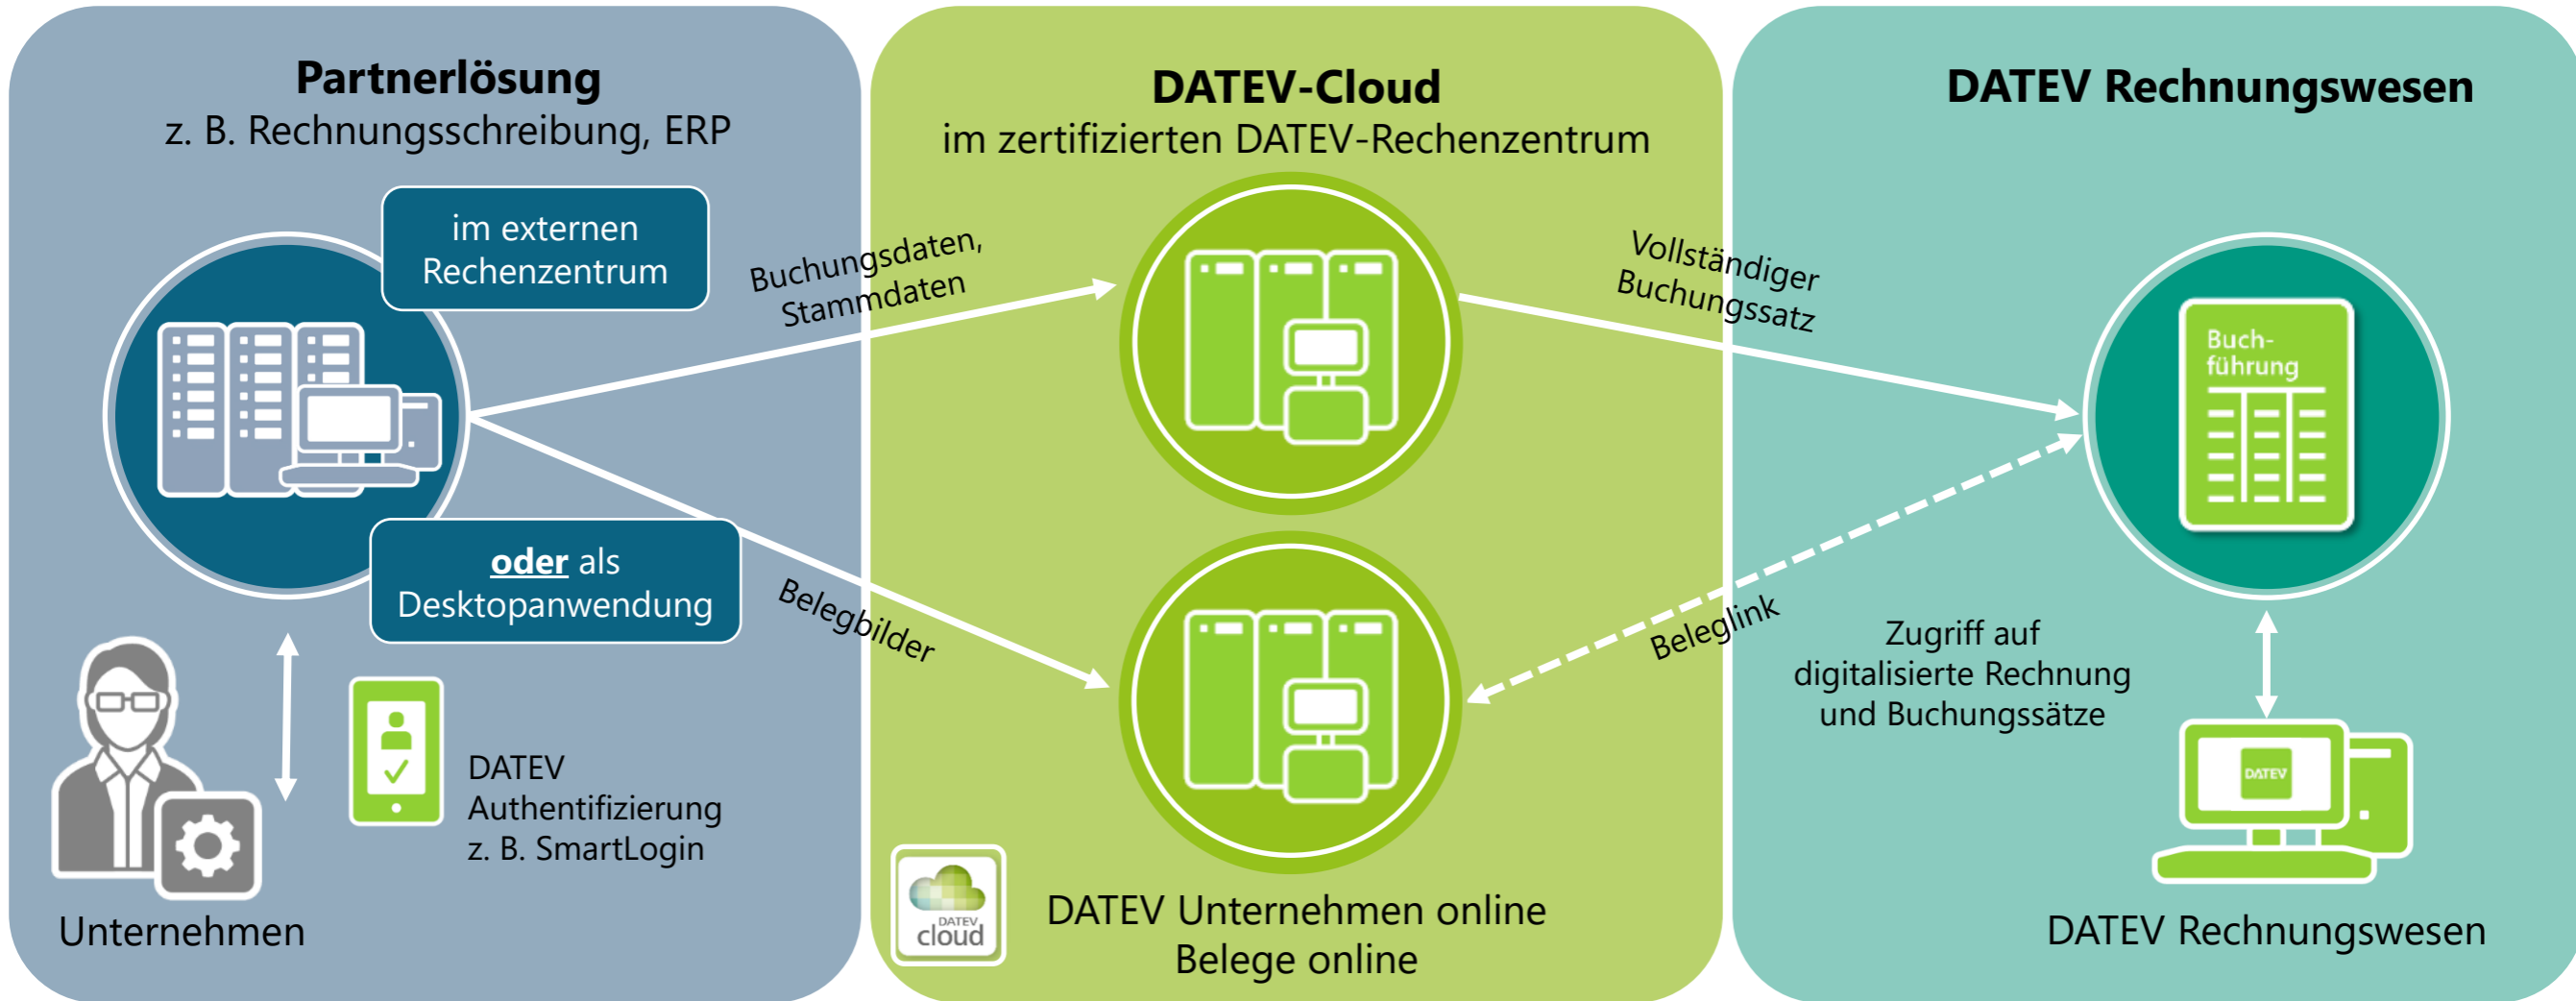 Partnerlösung
z. B. Rechnungsschreibung, ERP
im externen
Rechenzentrum
oder als
Desktopanwendung
DATEV
Authentifizierung
z. B. SmartLogin
Unternehmen
Buchungsdaten,
Stammdaten
Belegbilder
DATEV-Cloud
im zertifizierten DATEV-Rechenzentrum
DATEV
cloud
DATEV Unternehmen online
Belege online
Vollständiger
Buchungssatz
Beleglink
DATEV Rechnungswesen
Buch-
führung
Zugriff auf
digitalisierte Rechnung
und Buchungssätze
DATEV
DATEV Rechnungswesen